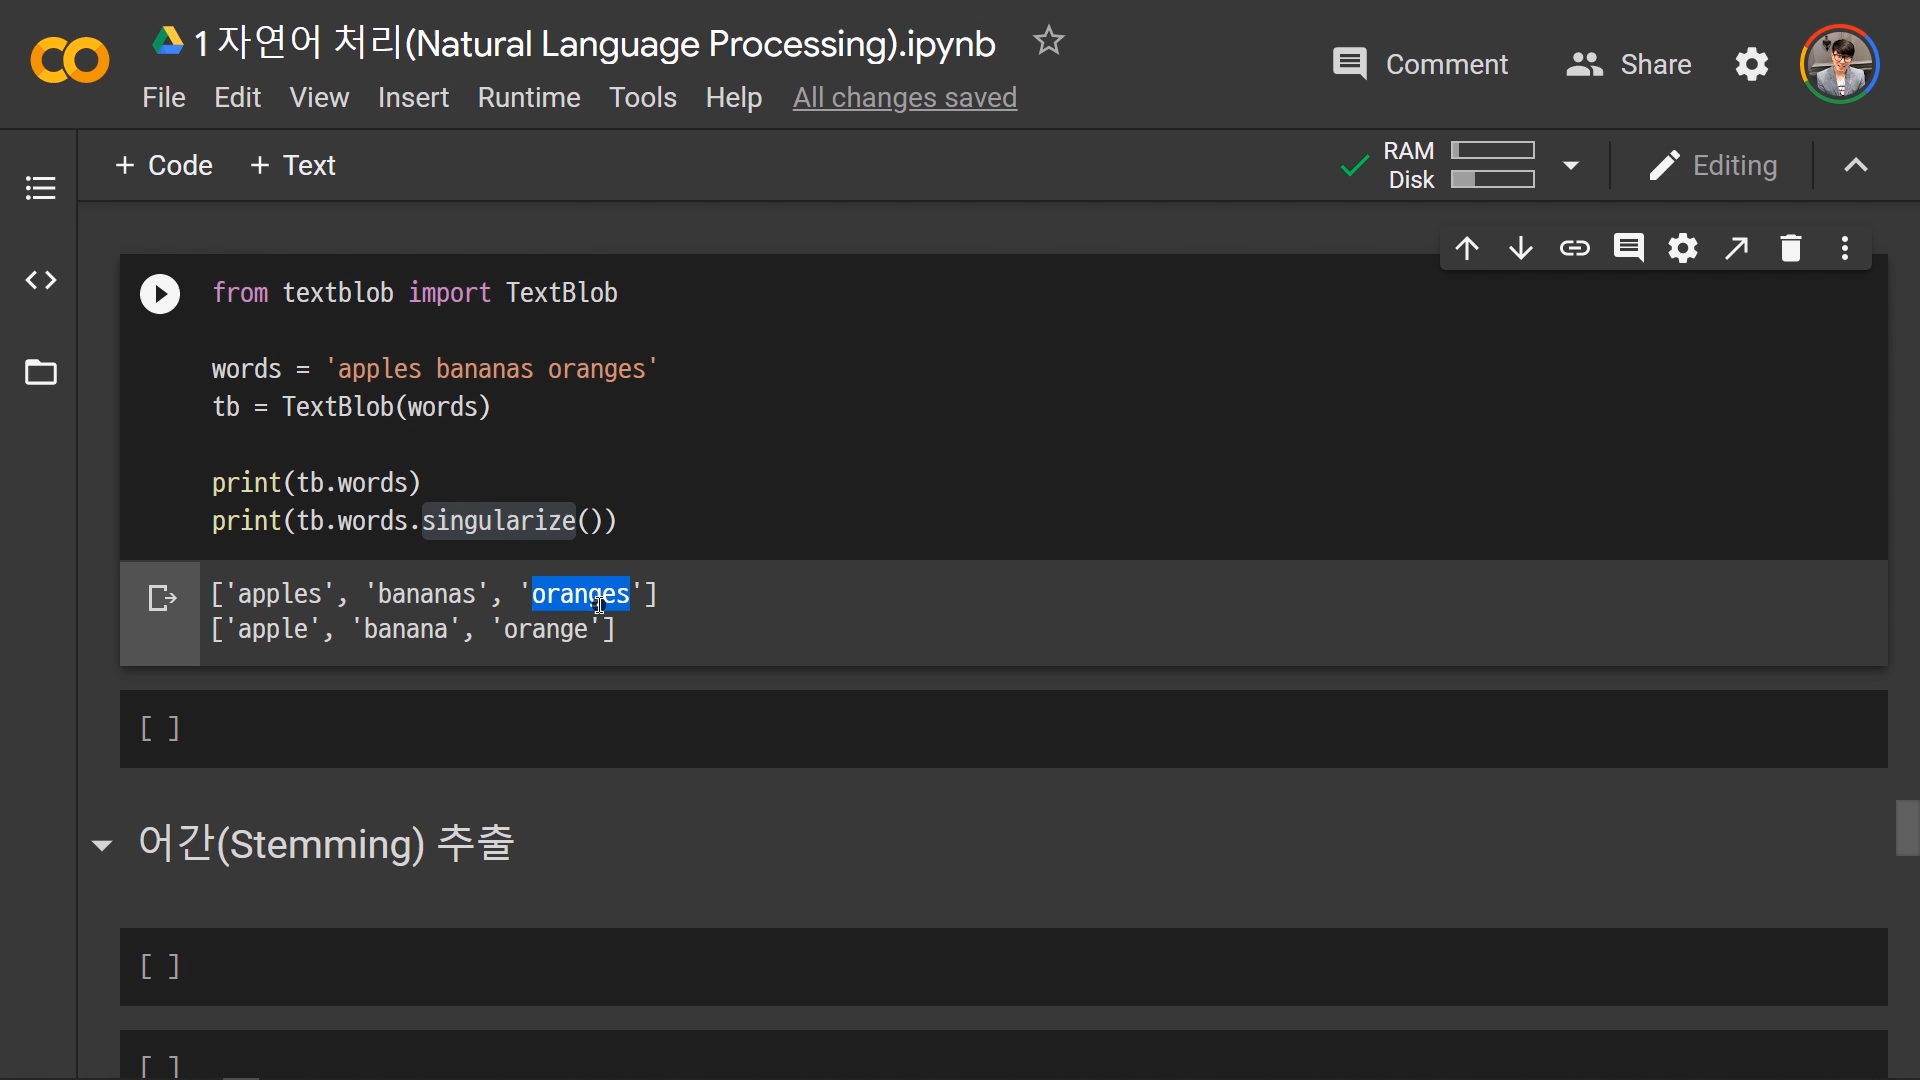 1 자연어 처리(Natural Language Processing).ipynb
Comment
Share
File Edit View Insert Runtime Tools Help All changes saved
+ Code + Text
RAM
Disk
Editing
from textblob import TextBlob
words = 'apples bananas oranges'
tb = TextBlob(words)
print(tb.words)
print(tb.words.singularize())
['apples', 'bananas', 'oranges']
['apple', 'banana', 'orange']
[ ]
어간(Stemming) 추출
[ ]
[ ]